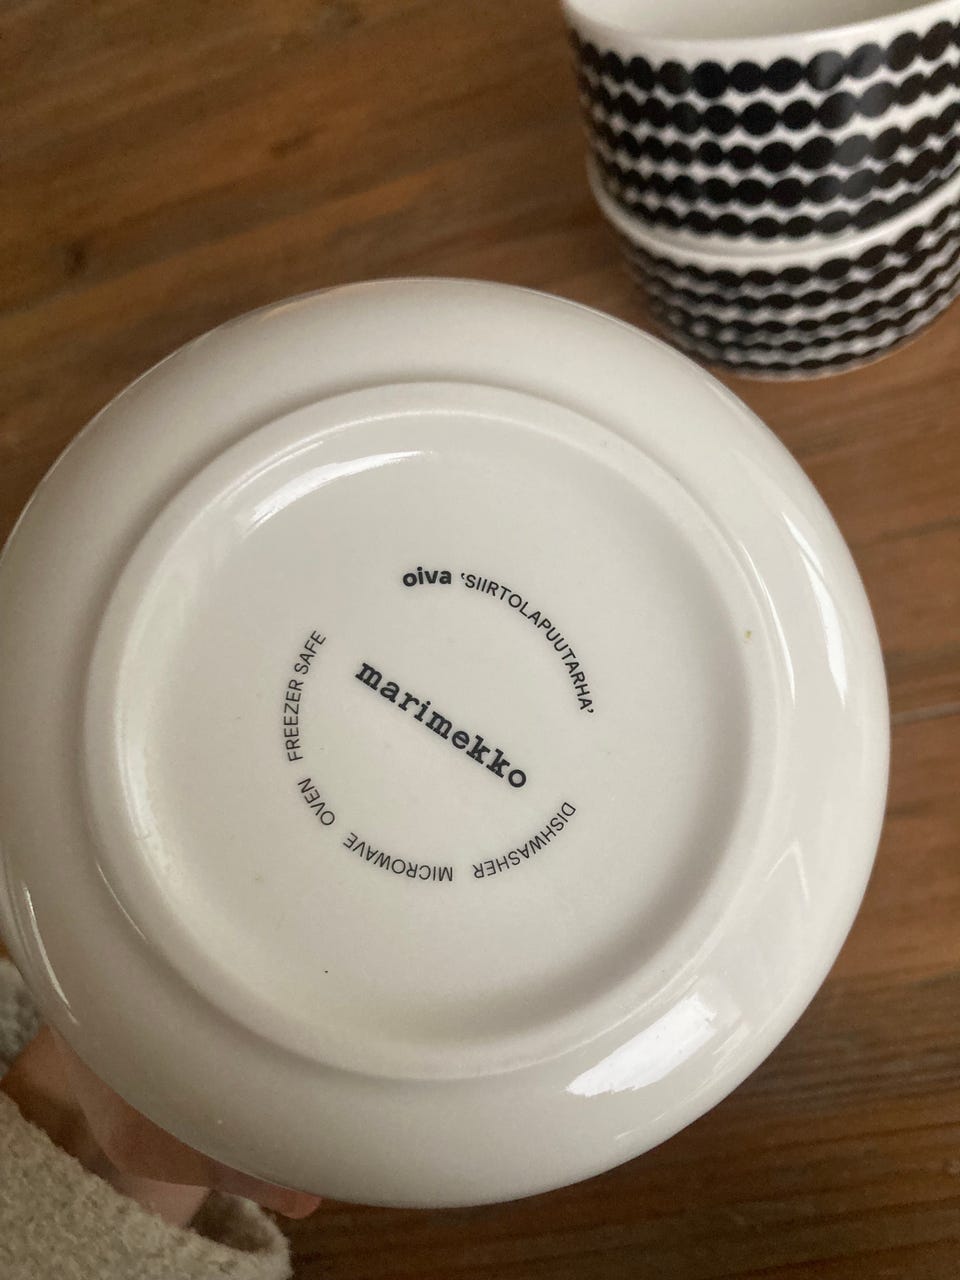 oiva 'SIIRTOLAPUUTARHA'
marimekko
DISHWASHER MICROWAVE OVEN FREEZER SAFE